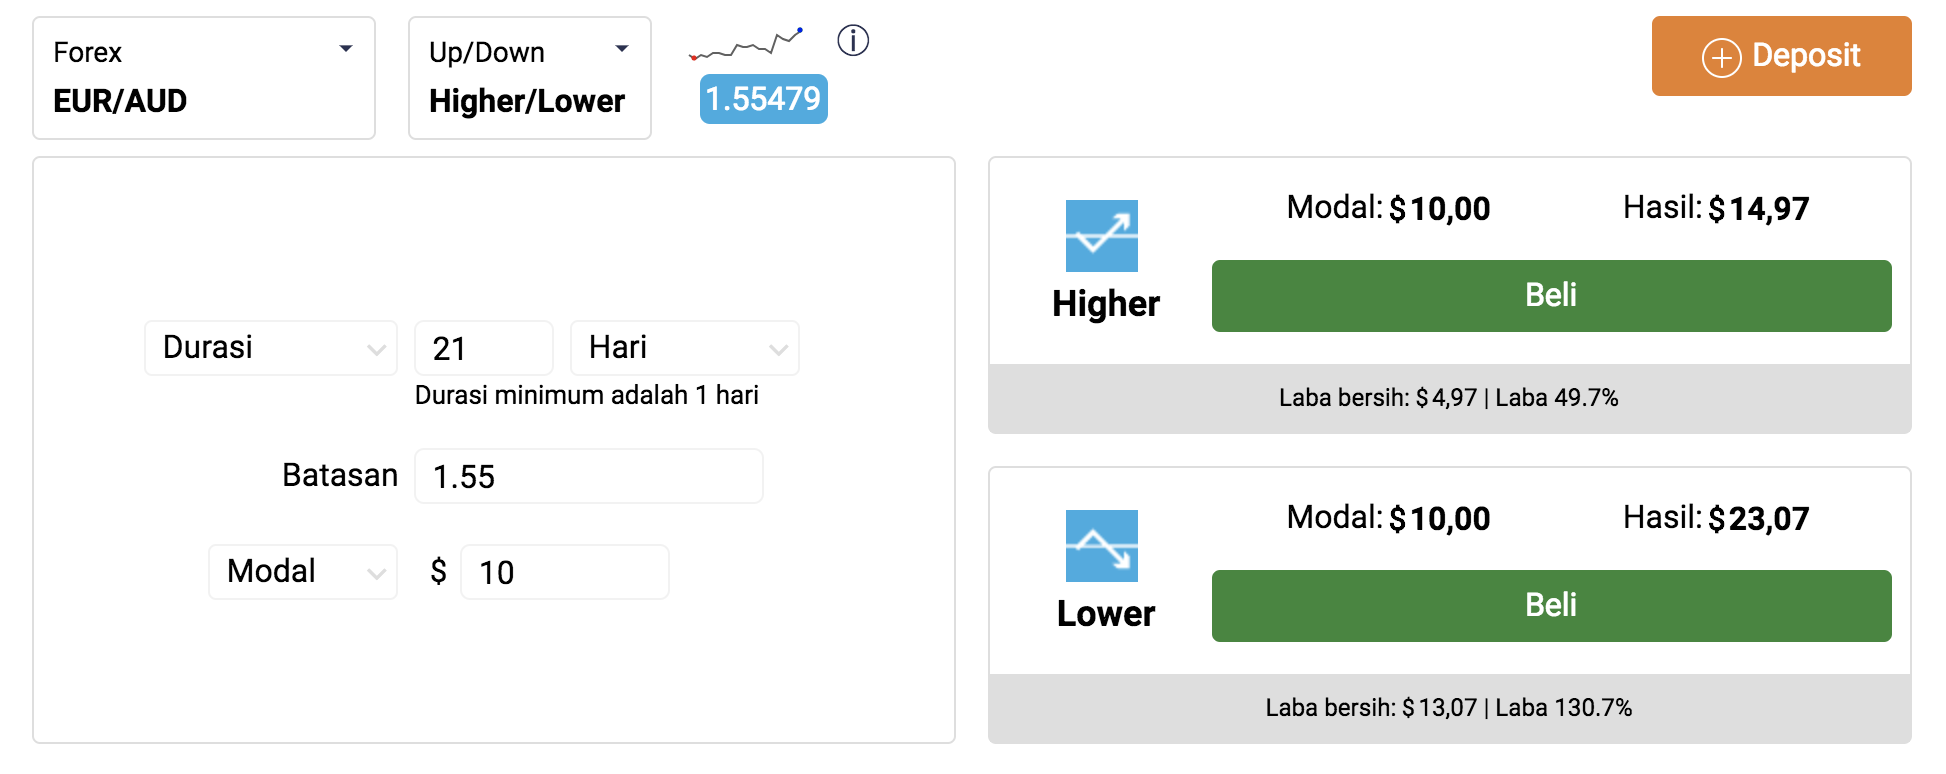 Forex
EUR/AUD
Up/Down
Higher/Lower
1.55479
Deposit
Durasi
21
Hari
Durasi minimum adalah 1 hari
Batasan
1.55
Modal
$
10
Modal: $10,00
Hasil: $14,97
Higher
Beli
Laba bersih: $4,97 | Laba 49.7%
Modal: $10,00
Hasil: $23,07
Lower
Beli
Laba bersih: $13,07 | Laba 130.7%